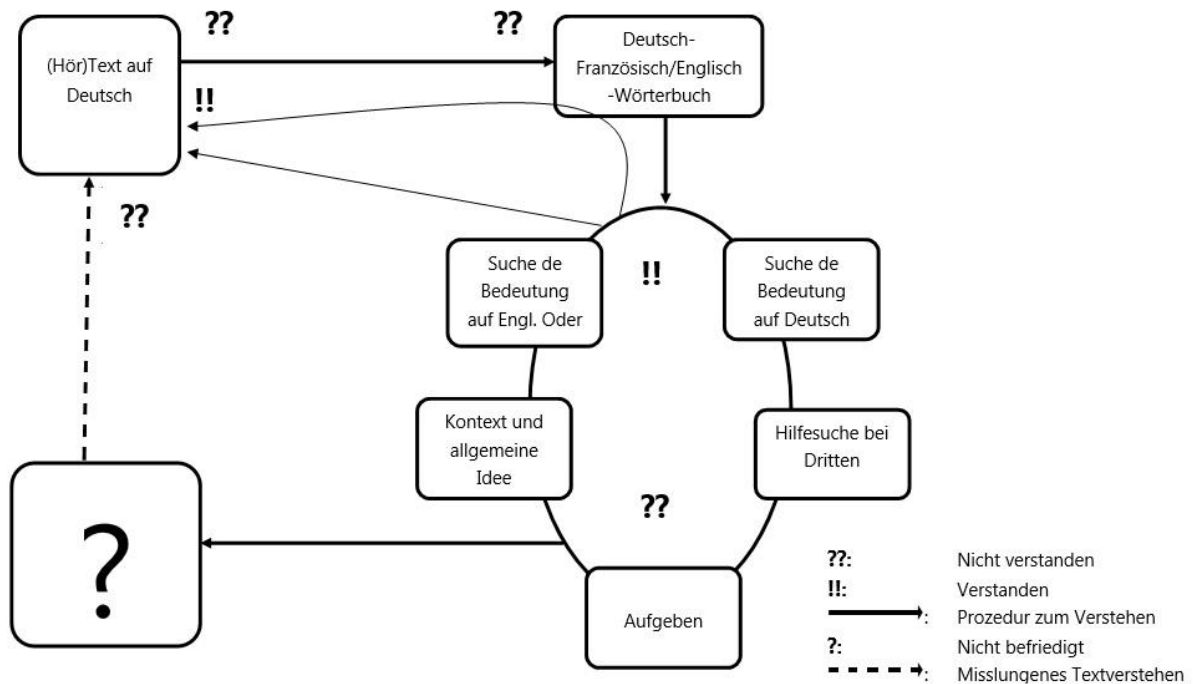 ??
??
(Hör)Text auf
Deutsch
Deutsch-
Französisch/Englisch
-Wörterbuch
!!
??
Suche de
Bedeutung
auf Engl. Oder
!!
Suche de
Bedeutung
auf Deutsch
Kontext und
allgemeine
Idee
Hilfesuche bei
Dritten
??
?
Aufgeben
??: Nicht verstanden
!!: Verstanden
: Prozedur zum Verstehen
?: Nicht befriedigt
: Misslungenes Textverstehen